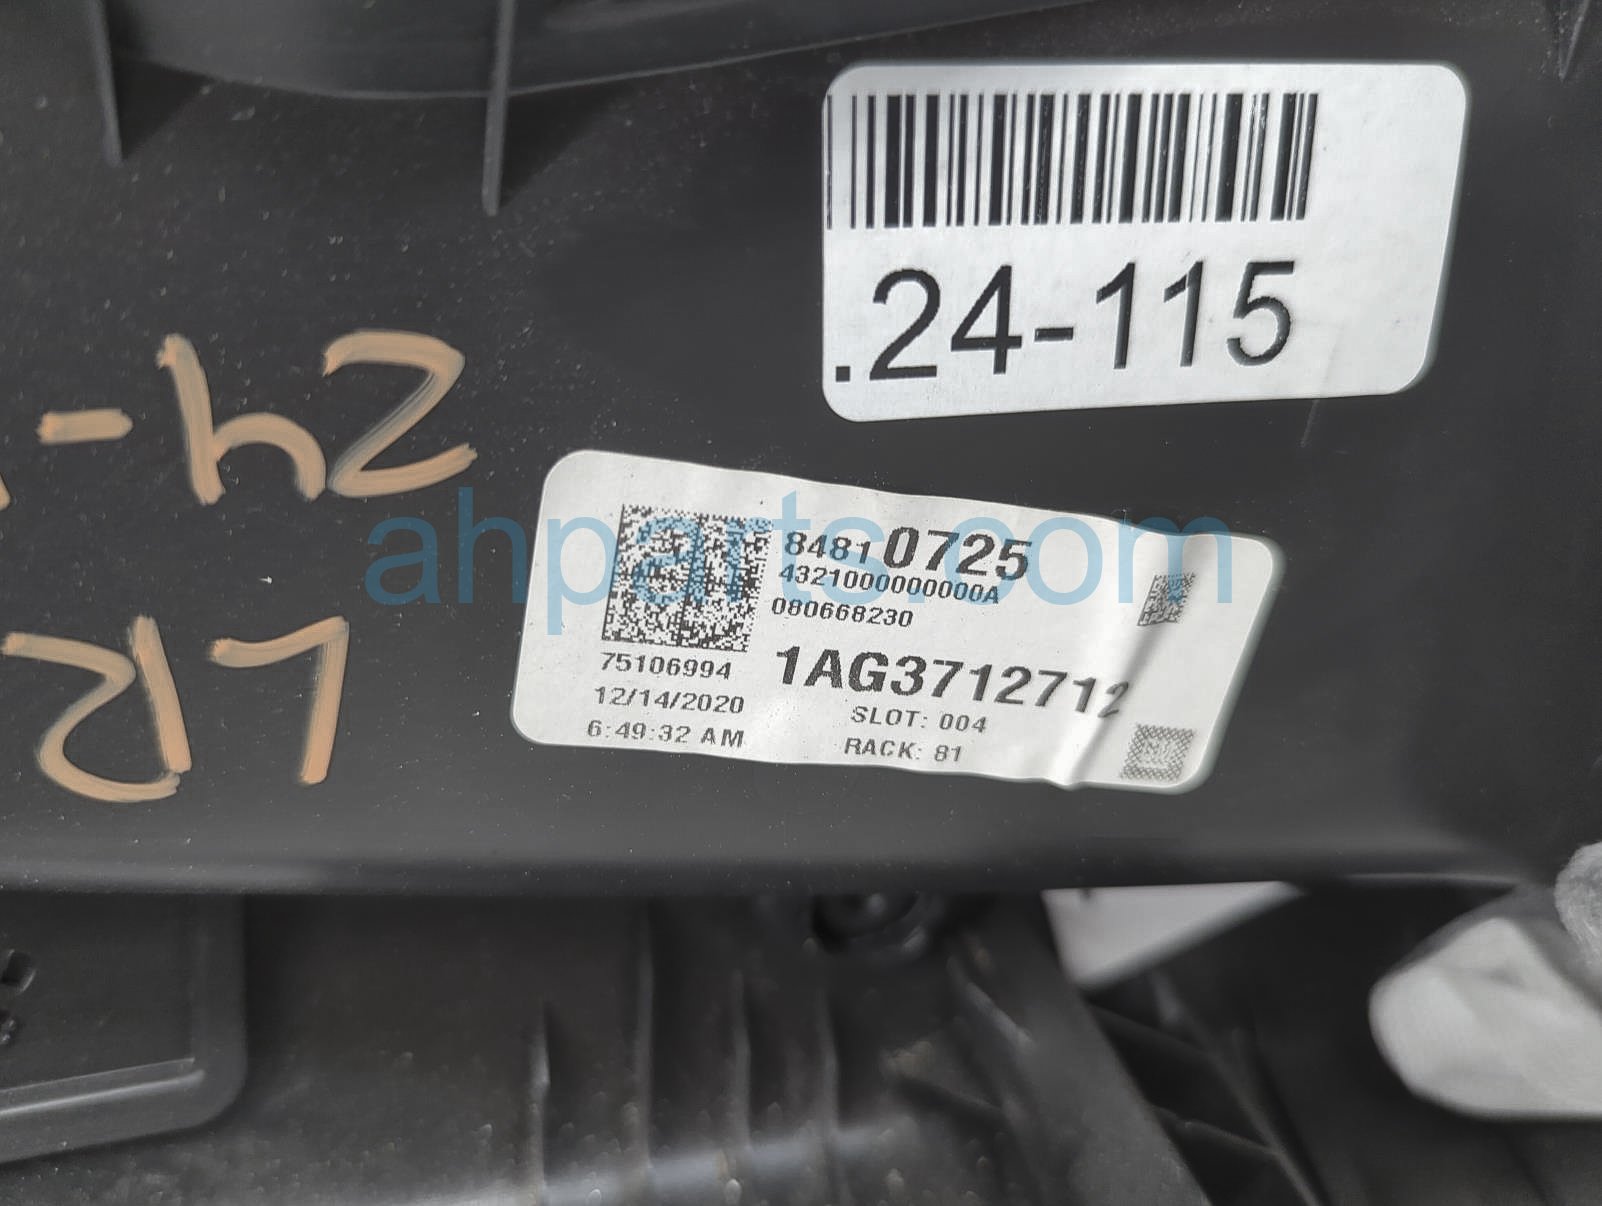 .24-115
24-
LR
84810725
4321000000000A
080668230
75106994
1AG3712712
12/14/2020
SLOT: 004
6:49:32 AM
RACK: 81
ahparts.com